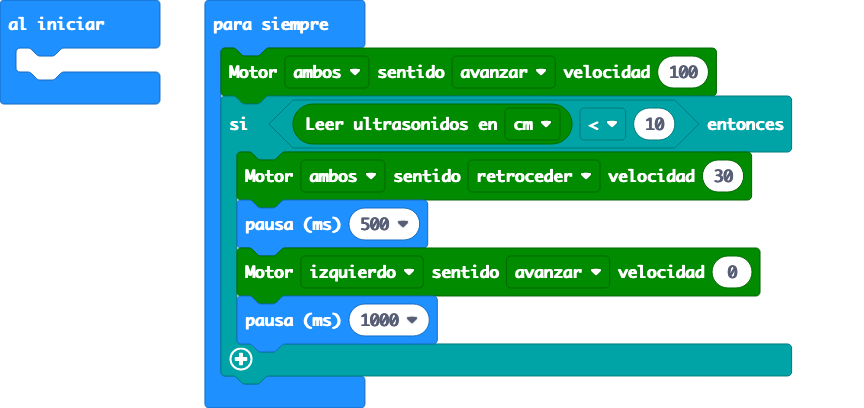 al iniciar
para siempre
Motor ambos sentido avanzar velocidad 100
si Leer ultrasonidos en cm < 10 entonces
Motor ambos sentido retroceder velocidad 30
pausa (ms) 500
Motor izquierdo sentido avanzar velocidad 0
pausa (ms) 1000